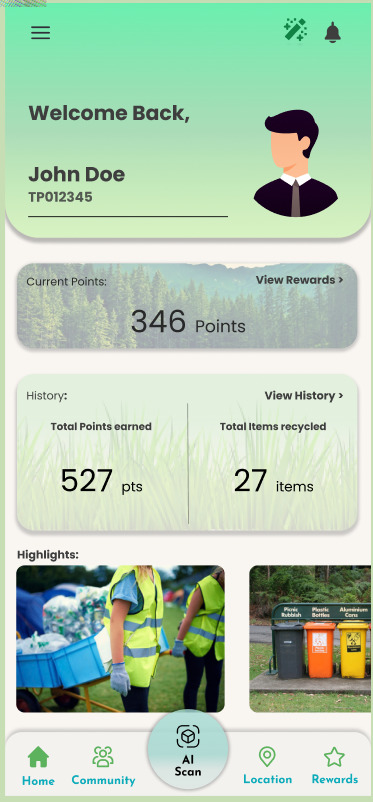 Welcome Back,
John Doe
TP012345
Current Points:
View Rewards >
346 Points
History:
View History >
Total Points earned
Total Items recycled
527 pts
27 items
Highlights:
Picnic Rubbish
Plastic Bottles
Aluminium Cans
Home
Community
AI
Scan
Location
Rewards